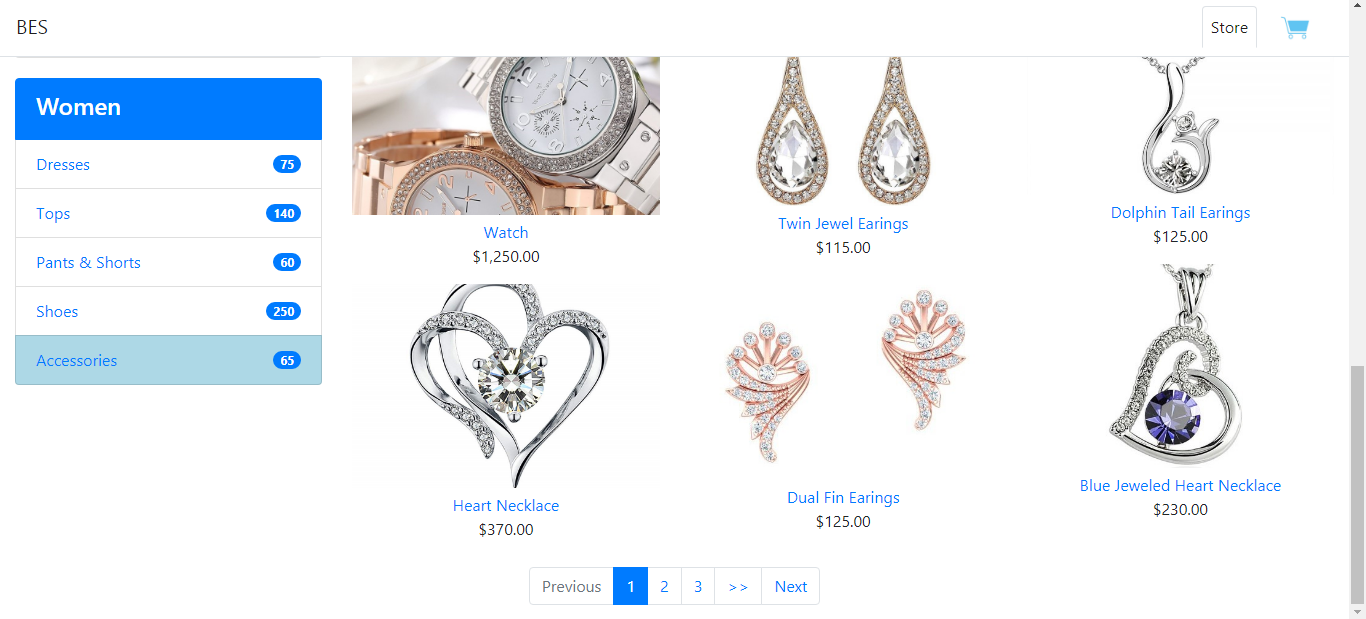 BES
Store
Women
Dresses 75
Tops 140
Pants & Shorts 60
Shoes 250
Accessories 65
Watch
$1,250.00
Twin Jewel Earings
$115.00
Dolphin Tail Earings
$125.00
Heart Necklace
$370.00
Dual Fin Earings
$125.00
Blue Jeweled Heart Necklace
$230.00
Previous 1 2 3 >> Next